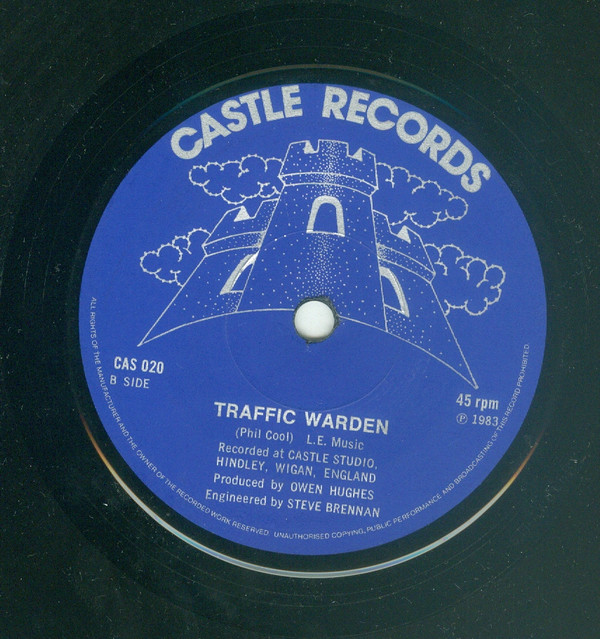 CASTLE RECORDS
CAS 020
B SIDE
45 rpm
℗ 1983
TRAFFIC WARDEN
(Phil Cool) L.E. Music
Recorded at CASTLE STUDIO,
HINDLEY, WIGAN, ENGLAND
Produced by OWEN HUGHES
Engineered by STEVE BRENNAN
ALL RIGHTS OF THE MANUFACTURER AND THE OWNER OF THE RECORDED WORK RESERVED. UNAUTHORISED COPYING, PUBLIC PERFORMANCE AND BROADCASTING OF THIS RECORD PROHIBITED